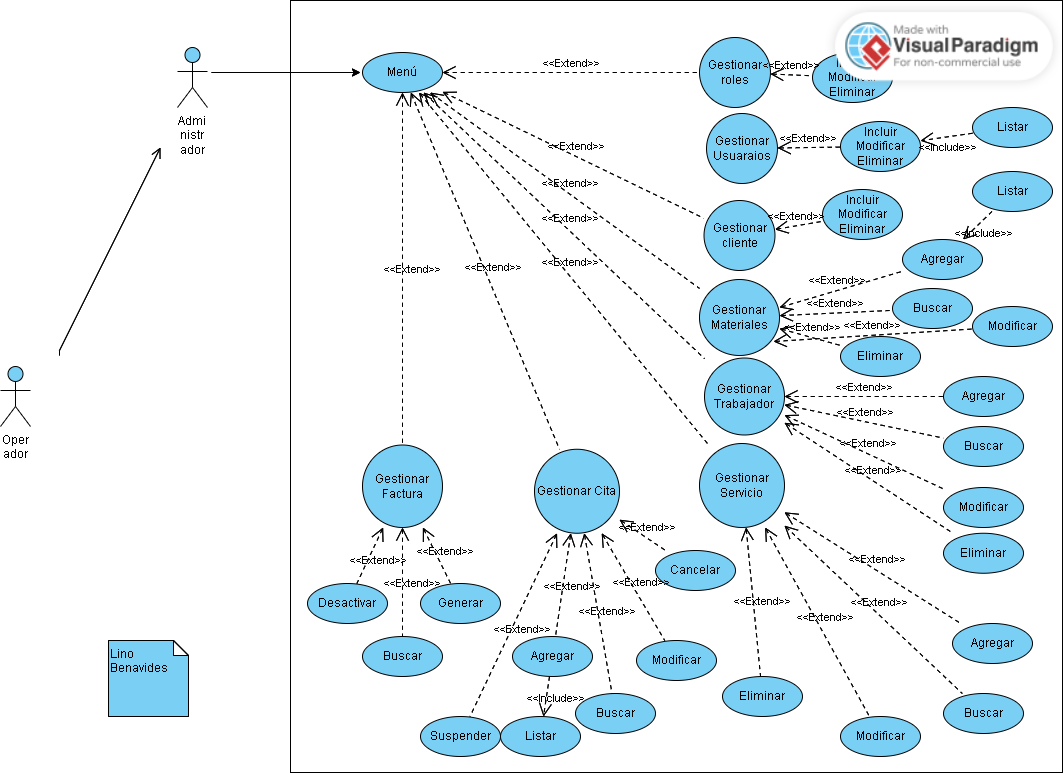 Made with
Visual Paradigm
For non-commercial use
Admi
nistr
ador
Menú
<<Extend>>
Gestionar
roles
<<Extend>>
Eliminar
Gestionar
Usuaraios
<<Extend>>
Incluir
Modificar
Eliminar
<<Include>>
Listar
<<Extend>>
Gestionar
cliente
<<Extend>>
Incluir
Modificar
Eliminar
Listar
<<Include>>
Agregar
<<Extend>>
Gestionar
Materiales
<<Extend>>
<<Extend>>
Buscar
<<Extend>>
<<Extend>>
Modificar
Eliminar
<<Extend>>
Gestionar
Trabajador
<<Extend>>
Agregar
<<Extend>>
Buscar
<<Extend>>
Modificar
<<Extend>>
Eliminar
<<Extend>>
<<Extend>>
<<Extend>>
Oper
ador
Gestionar
Factura
Gestionar Cita
Gestionar
Servicio
<<Extend>>
<<Extend>>
<<Extend>>
Desactivar
Buscar
Generar
<<Extend>>
Cancelar
<<Extend>>
<<Extend>>
<<Extend>>
<<Extend>>
Agregar
Modificar
<<Include>>
Suspender
Listar
Buscar
<<Extend>>
<<Extend>>
<<Extend>>
<<Extend>>
Agregar
Eliminar
Modificar
Buscar
Lino
Benavides